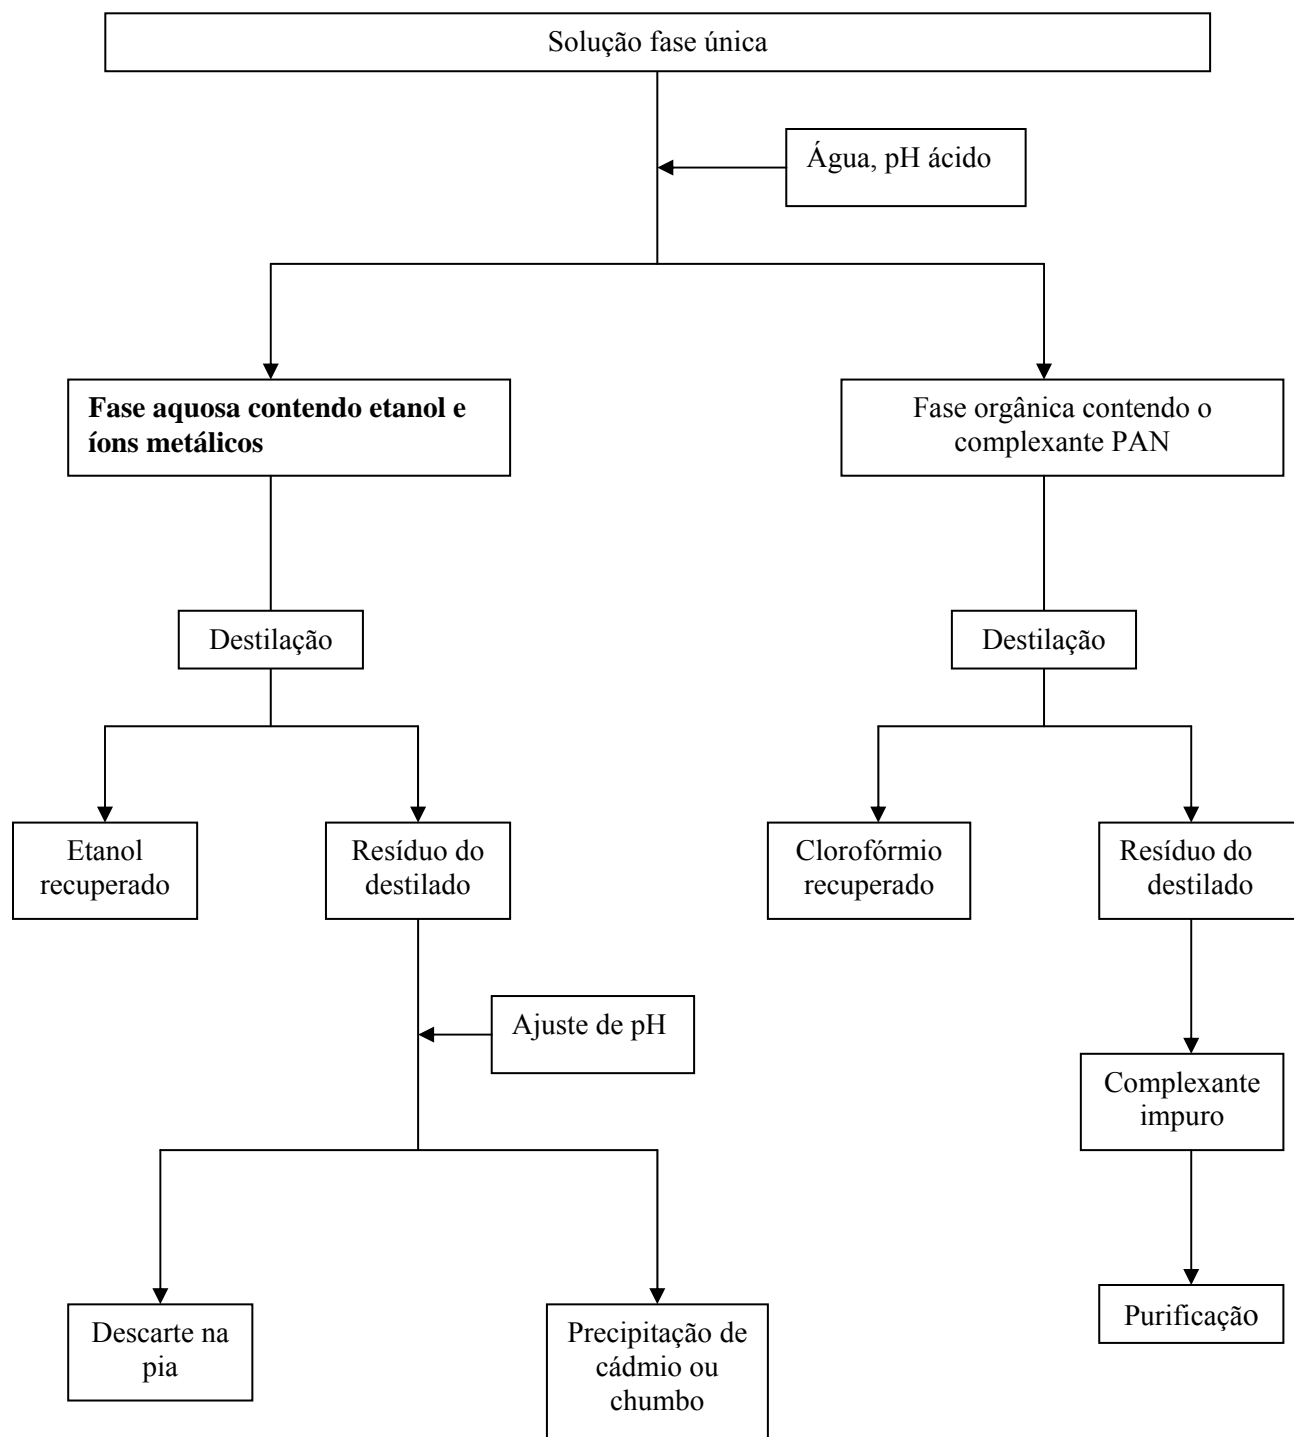 Solução fase única
Água, pH ácido
Fase aquosa contendo etanol e
íons metálicos
Fase orgânica contendo o
complexante PAN
Destilação
Destilação
Etanol
recuperado
Resíduo do
destilado
Clorofórmio
recuperado
Resíduo do
destilado
Ajuste de pH
Complexante
impuro
Descarte na
pia
Precipitação de
cádmio ou
chumbo
Purificação